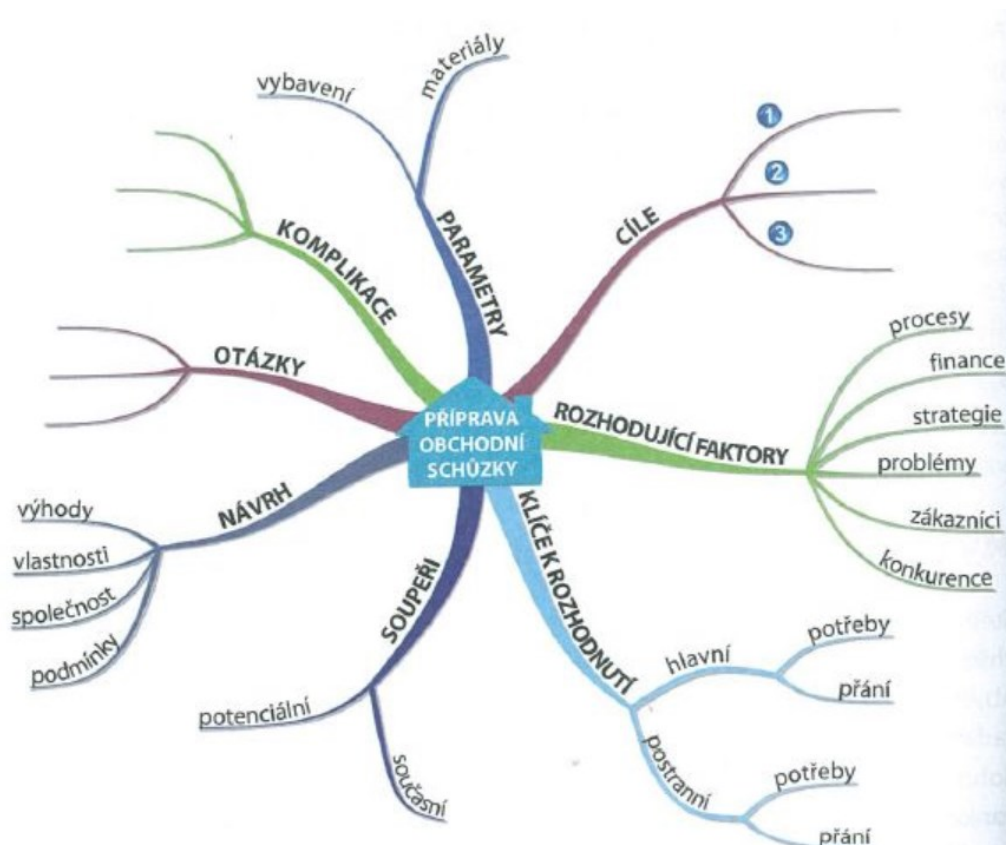 PŘÍPRAVA
OBCHODNÍ
SCHŮZKY
CÍLE
1
2
3
ROZHODUJÍCÍ FAKTORY
procesy
finance
strategie
problémy
zákazníci
konkurence
KLÍČE K ROZHODNUTÍ
hlavní
potřeby
přání
postranní
potřeby
přání
SOUPEŘI
současní
potenciální
NÁVRH
výhody
vlastnosti
společnost
podmínky
OTÁZKY
KOMPLIKACE
PARAMETRY
vybavení
materiály